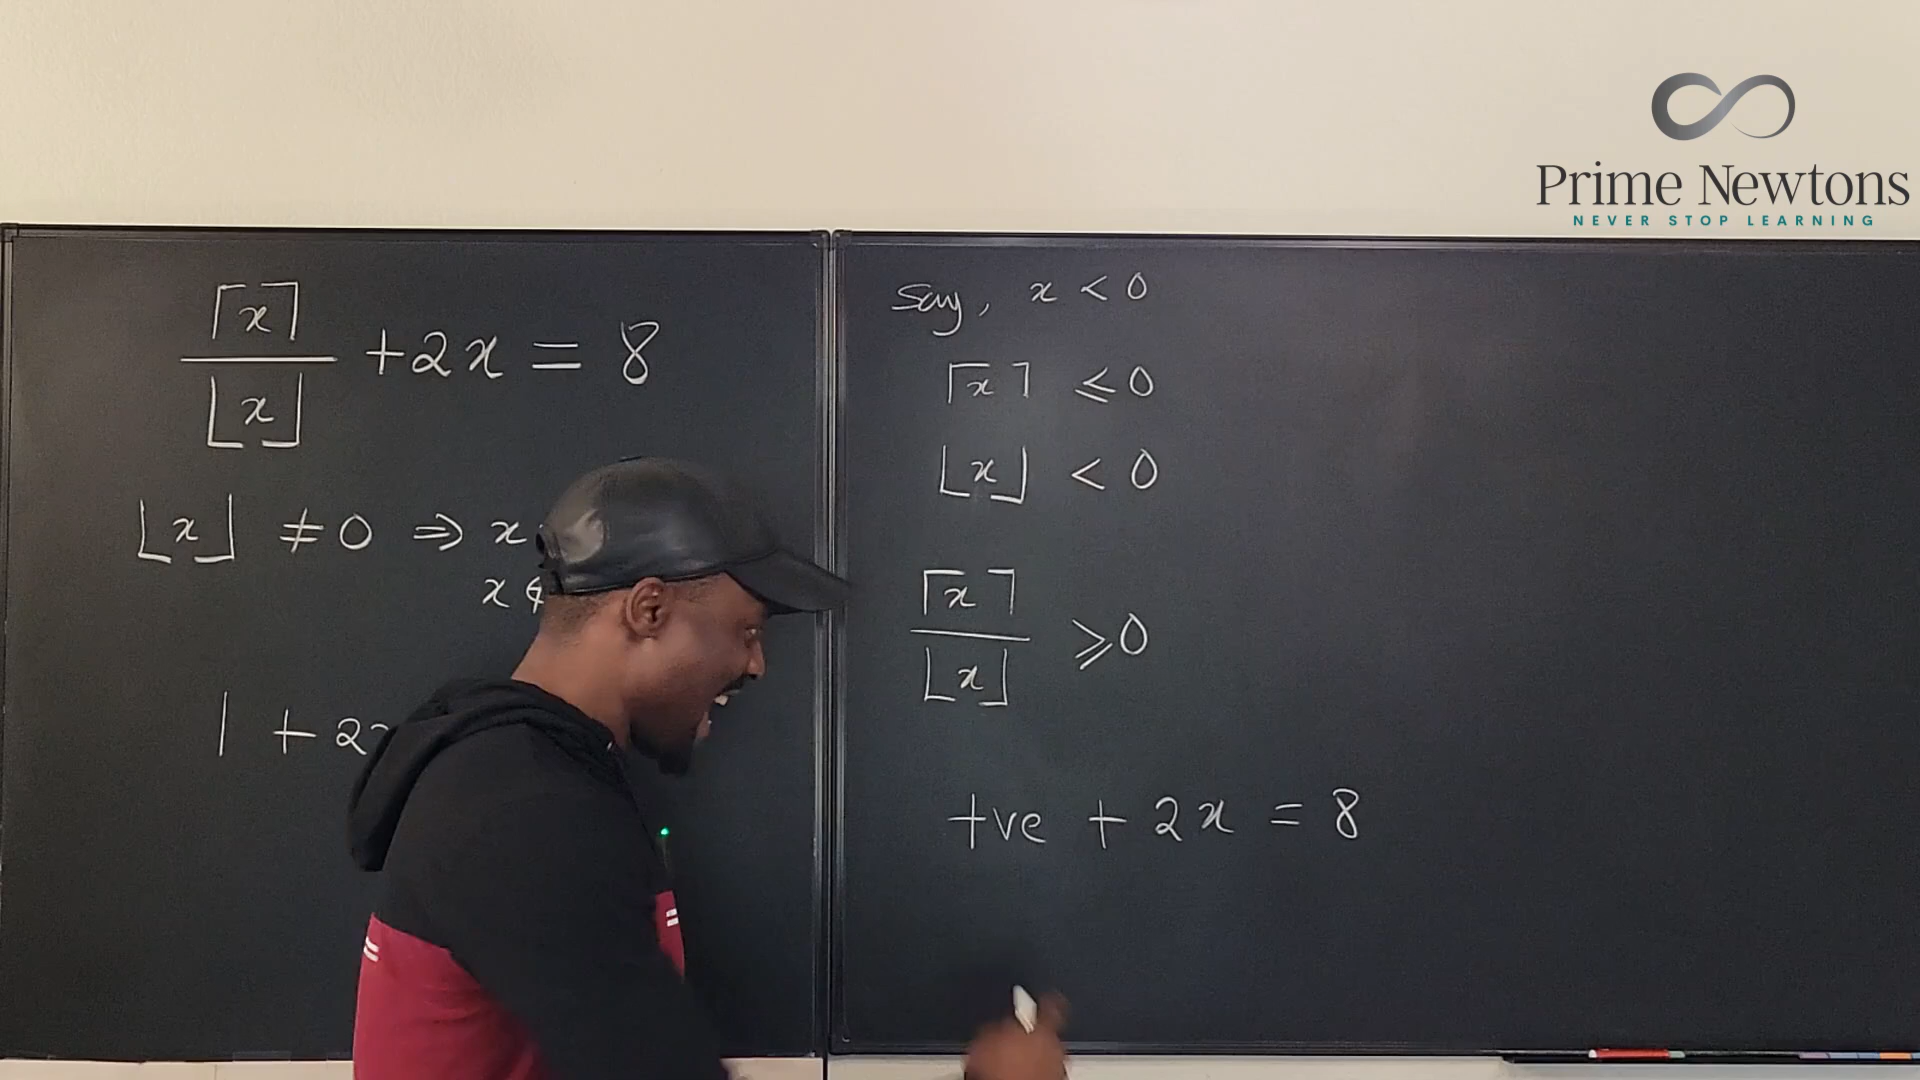 Prime Newtons
NEVER STOP LEARNING
⌈x⌉/⌊x⌋ + 2x = 8
⌊x⌋ ≠ 0 ⇒ x
x
1 + 2
Say, x < 0
⌈x⌉ ≤ 0
⌊x⌋ < 0
⌈x⌉/⌊x⌋ ⩾ 0
+ve + 2x = 8